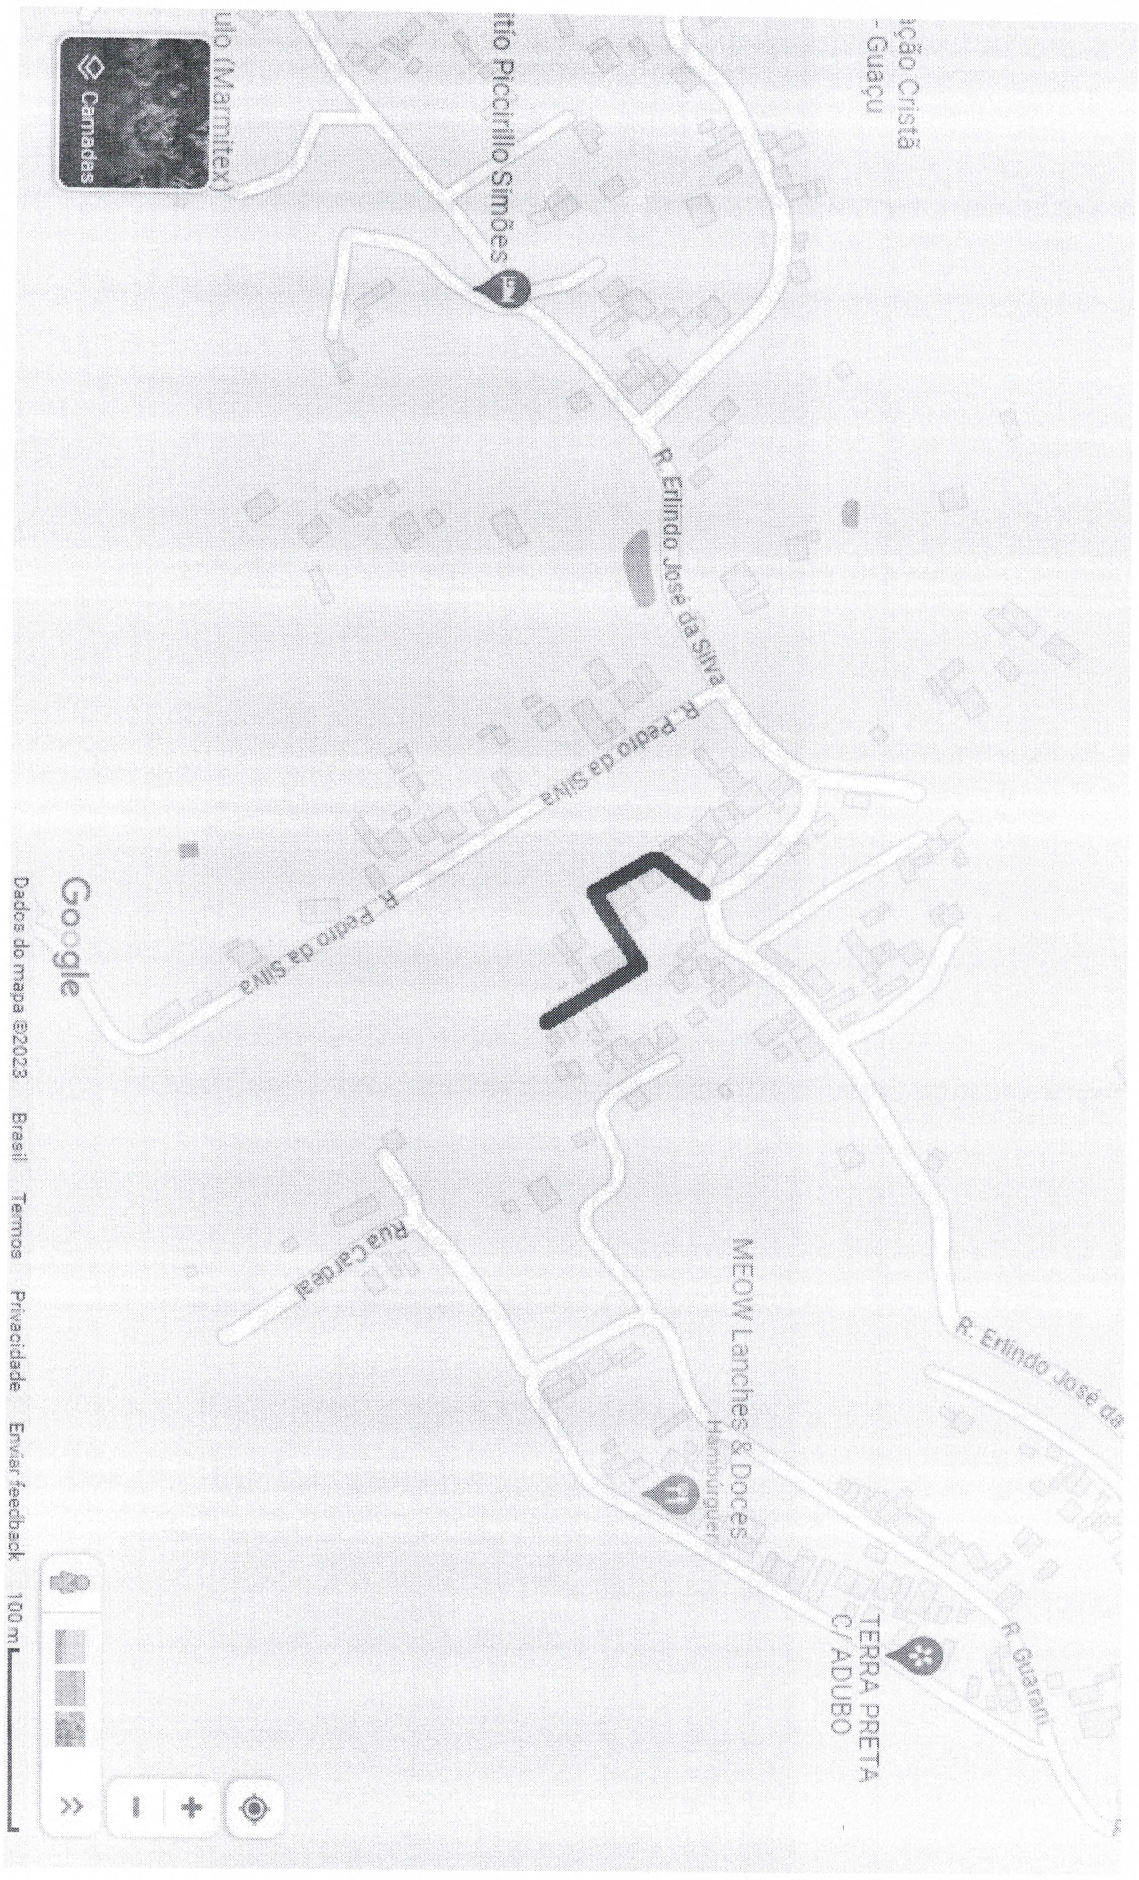 ação Cristã
- Guaçu
ítio Piccirillo Simões
ulo (Marmitex)
Camadas
R. Erlindo José da Silva
R. Pedro da Silva
R. Pedro da Silva
Rua Cardeal
MEOW Lanches & Doces
Hambúrguer
R. Erlindo José da
TERRA PRETA
C/ ADUBO
R. Guarani
Google
Dados do mapa ©2023 Brasil Termos Privacidade Enviar feedback 100 m